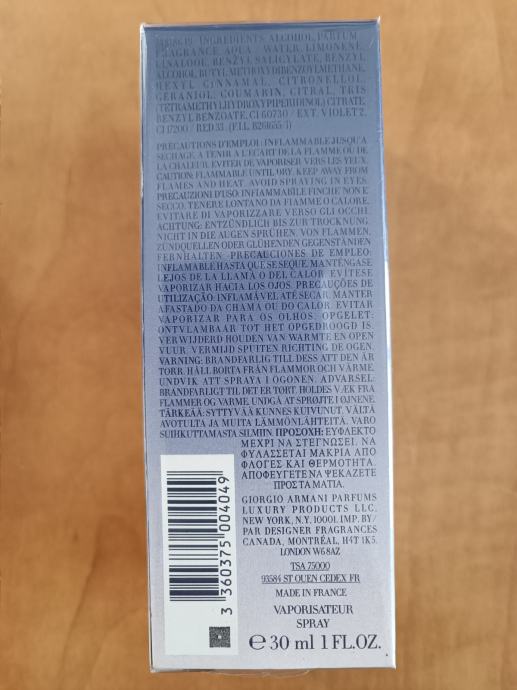 INGREDIENTS: ALCOHOL, PARFUM
FRAGRANCE, AQUA WATER, LIMONENE,
LINALOOL, BENZYL SALICYLATE, BENZYL
ALCOHOL, BUTYL METHOXYDIBENZOYLMETHANE,
HEXYL CINNAMAL, CITRONELLOL,
GERANIOL, COUMARIN, CITRAL, TRIS
(TETRAMETHYLHYDROXYPIPERIDINOL) CITRATE,
BENZYL BENZOATE, CI 60730 / EXT. VIOLET 2,
CI 17200 / RED 33. (F.I.L. B261655/1)
PRÉCAUTIONS D'EMPLOI: INFLAMMABLE JUSQU'A
SECHAGE. A TENIR A L'ECART DE LA FLAMME OU DE
LA CHALEUR. EVITER DE VAPORISER VERS LES YEUX.
CAUTION: FLAMMABLE UNTIL DRY. KEEP AWAY FROM
FLAMES AND HEAT. AVOID SPRAYING IN EYES.
PRECAUZIONI D'USO: INFIAMMABILE FINCHE NON E'
SECCO. TENERE LONTANO DA FIAMME O CALORE.
EVITARE DI VAPORIZZARE VERSO GLI OCCHI.
ACHTUNG: ENTZÜNDLICH BIS ZUR TROCKNUNG.
NICHT IN DIE AUGEN SPRÜHEN. VON FLAMMEN,
ZÜNDQUELLEN ODER GLÜHENDEN GEGENSTÄNDEN
FERNHALTEN. PRECAUCIONES DE EMPLEO:
INFLAMABLE HASTA QUE SE SEQUE. MANTÉNGASE
LEJOS DE LA LLAMA O DEL CALOR. EVÍTESE
VAPORIZAR HACIA LOS OJOS. PRECAUÇÕES DE
UTILIZAÇÃO: INFLAMÁVEL ATÉ SECAR. MANTER
AFASTADO DA CHAMA OU DO CALOR. EVITAR
VAPORIZAR PARA OS OLHOS. OPGELET:
ONTVLAMBAAR TOT HET OPGEDROOGD IS.
VERWIJDERD HOUDEN VAN WARMTE EN OPEN
VUUR. VERMIJD SPUITEN RICHTING DE OGEN.
VARNING: BRANDFARLIG TILL DESS ATT DEN ÄR
TORR. HÅLL BORTA FRÅN FLAMMOR OCH VÄRME.
UNDVIK ATT SPRAYA I ÖGONEN. ADVARSEL:
BRANDFARLIGT TIL DET ER TØRT. HOLDES VÆK FRA
FLAMMER OG VARME. UNDGÅ AT SPRØJTE I ØJNENE.
TÄRKEÄÄ: SYTTYVÄÄ KUNNES KUIVUNUT. VÄLTÄ
AVOTULTA JA MUITA LÄMMÖNLÄHTEITÄ. VARO
SUIHKUTTAMASTA SILMIIN. ΠΡΟΣΟΧΗ: ΕΥΦΛΕΚΤΟ
ΜΕΧΡΙ ΝΑ ΣΤΕΓΝΩΣΕΙ. ΝΑ
ΦΥΛΑΣΣΕΤΑΙ ΜΑΚΡΙΑ ΑΠΟ
ΦΛΟΓΕΣ ΚΑΙ ΘΕΡΜΟΤΗΤΑ.
ΑΠΟΦΕΥΓΕΤΕ ΝΑ ΨΕΚΑΖΕΤΕ
ΠΡΟΣ ΤΑ ΜΑΤΙΑ.
GIORGIO ARMANI PARFUMS
LUXURY PRODUCTS LLC,
NEW YORK, N.Y. 10001. IMP. BY/
PAR DESIGNER FRAGRANCES
CANADA, MONTRÉAL, H4T 1K5.
LONDON W6 8AZ
TSA 75000
93584 ST OUEN CEDEX FR
MADE IN FRANCE
VAPORISATEUR
SPRAY
℮ 30 ml 1 FL.OZ.
3 360375 004049